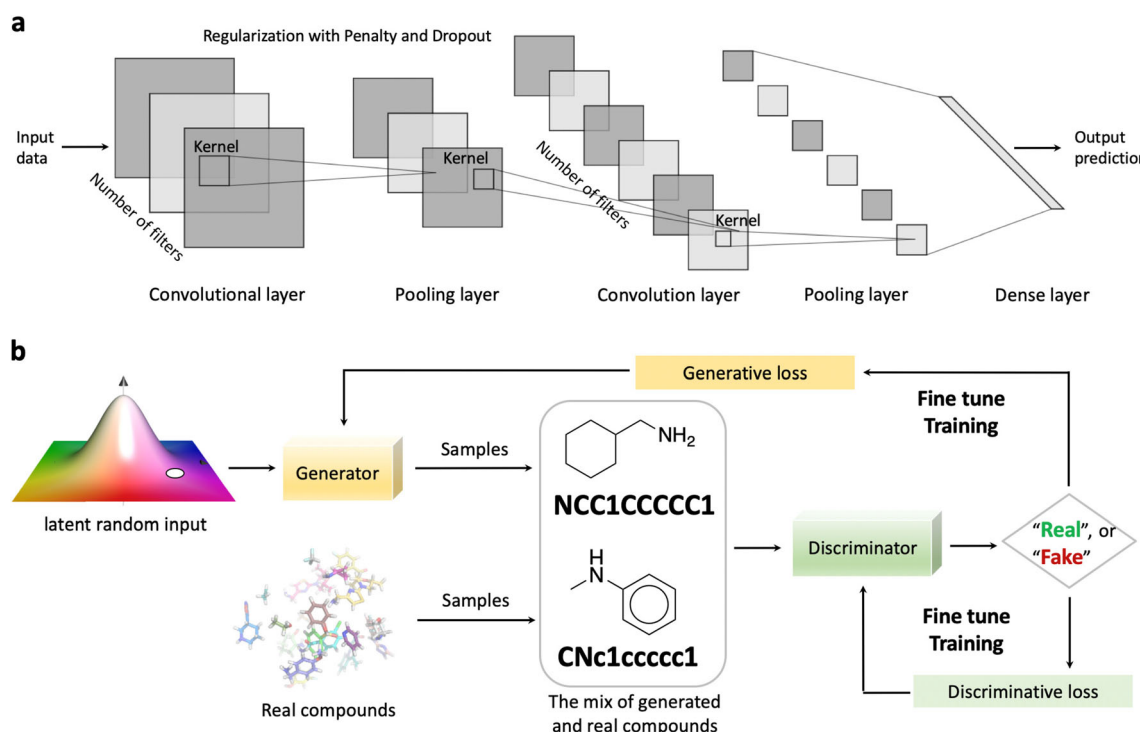 a
Regularization with Penalty and Dropout
Input
data
Kernel
Number of filters
Kernel
Number of filters
Kernel
Output
prediction
Convolutional layer
Pooling layer
Convolution layer
Pooling layer
Dense layer
b
Generative loss
Fine tune
Training
latent random input
Generator
Samples
NH2
NCC1CCCCC1
Real compounds
Samples
H
N
CNc1ccccc1
The mix of generated
and real compounds
Discriminator
“Real”, or
“Fake”
Fine tune
Training
Discriminative loss